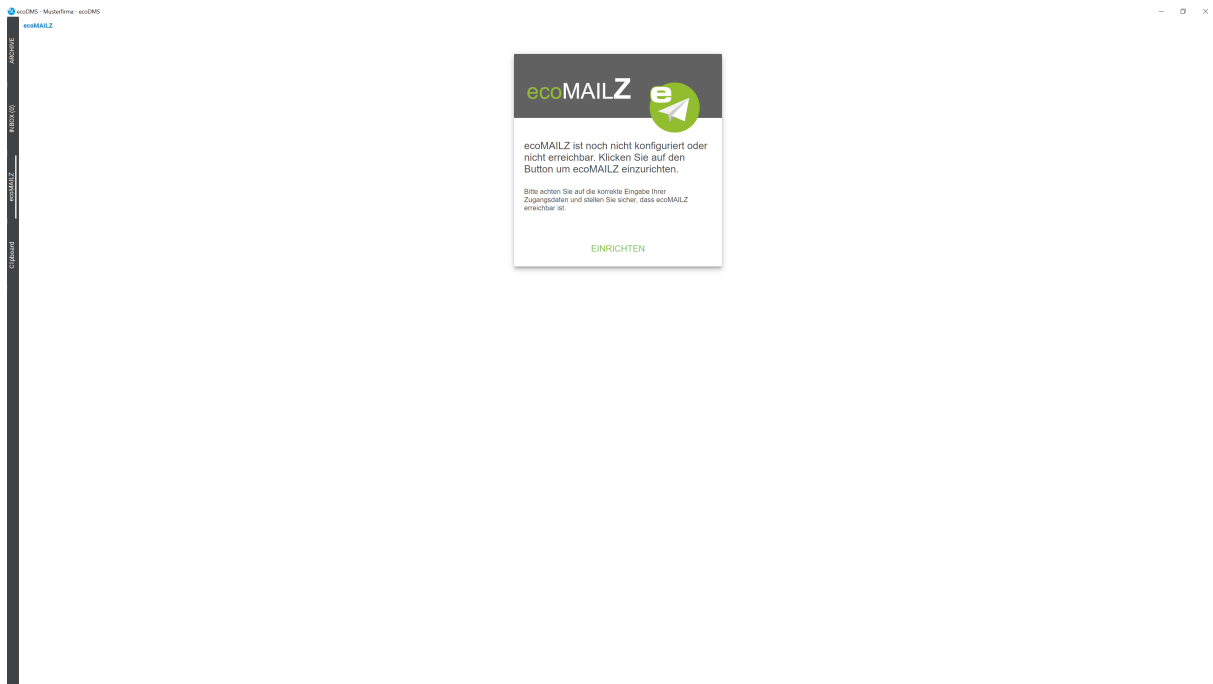 ecoDMS - Musterfirma - ecoDMS
ecoMAILZ
ARCHIVE
INBOX (0)
ecoMAILZ
Clipboard
ecoMAILZ
e
ecoMAILZ ist noch nicht konfiguriert oder
nicht erreichbar. Klicken Sie auf den
Button um ecoMAILZ einzurichten.
Bitte achten Sie auf die korrekte Eingabe Ihrer
Zugangsdaten und stellen Sie sicher, dass ecoMAILZ
erreichbar ist.
EINRICHTEN